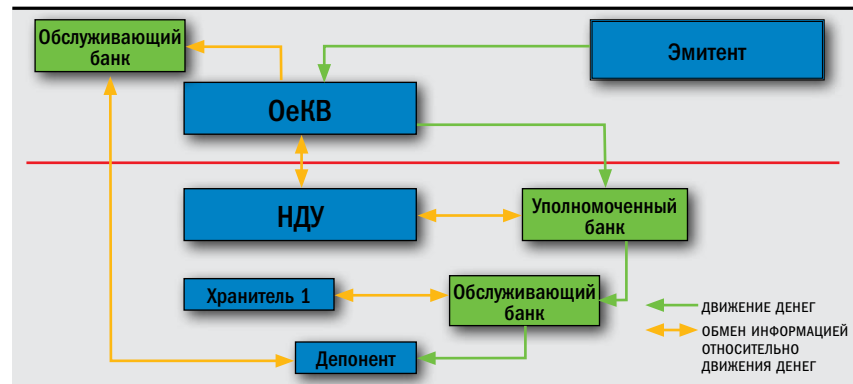 Обслуживающий
банк
Эмитент
ОеКВ
НДУ
Уполномоченный
банк
Хранитель 1
Обслуживающий
банк
Депонент
ДВИЖЕНИЕ ДЕНЕГ
ОБМЕН ИНФОРМАЦИЕЙ
ОТНОСИТЕЛЬНО
ДВИЖЕНИЯ ДЕНЕГ